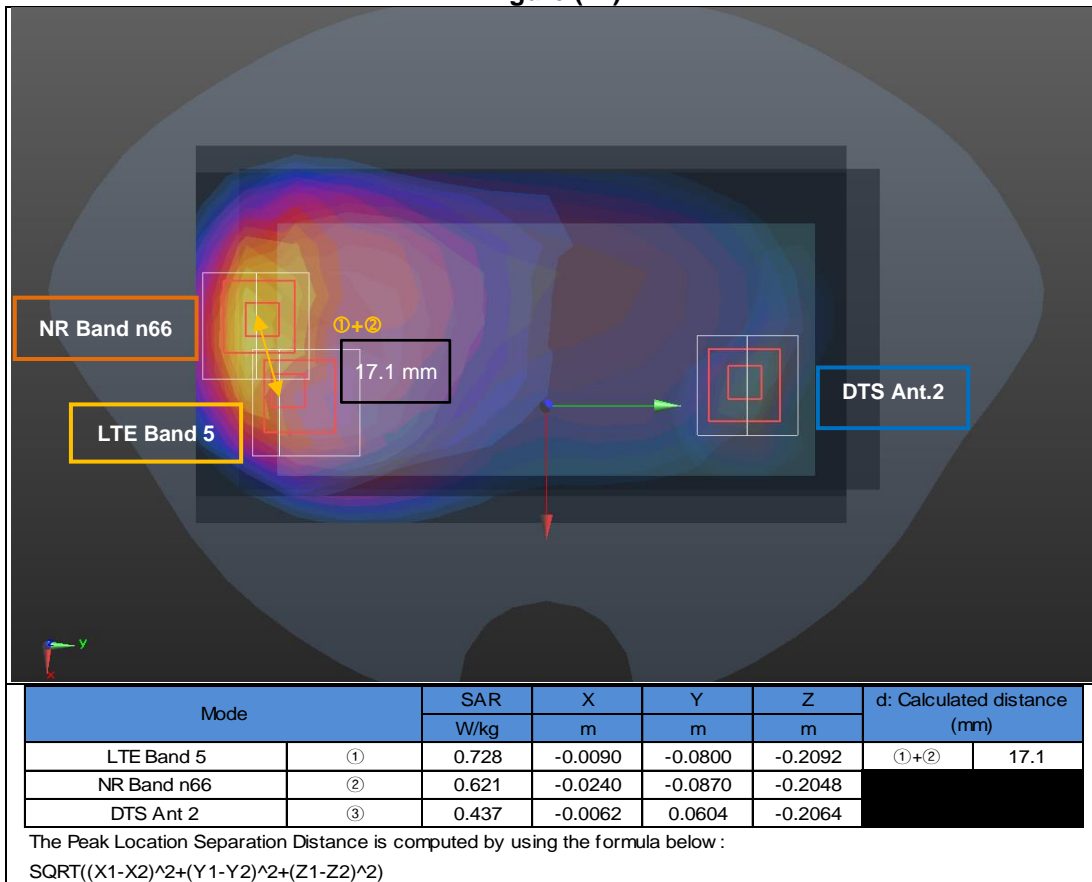 NR Band n66
①+②
17.1 mm
DTS Ant.2
LTE Band 5
y
x
Mode SAR X Y Z d: Calculated distance (mm)
W/kg m m m
LTE Band 5 ① 0.728 -0.0090 -0.0800 -0.2092 ①+② 17.1
NR Band n66 ② 0.621 -0.0240 -0.0870 -0.2048
DTS Ant 2 ③ 0.437 -0.0062 0.0604 -0.2064
The Peak Location Separation Distance is computed by using the formula below :
SQRT((X1-X2)^2+(Y1-Y2)^2+(Z1-Z2)^2)